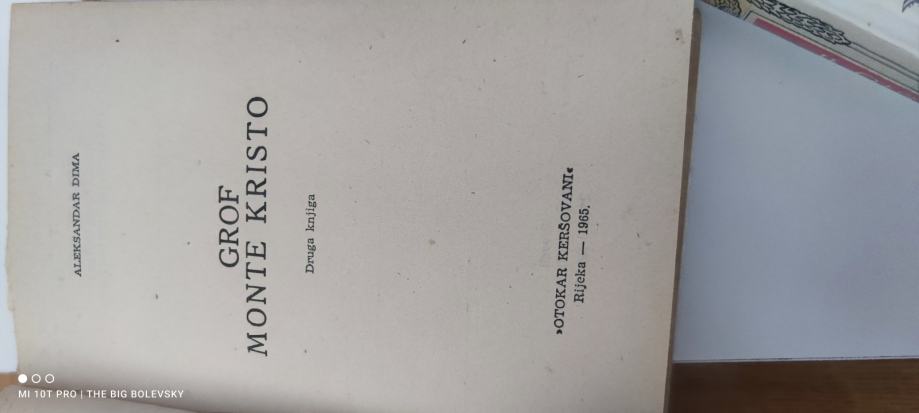 ALEKSANDAR DIMA
GROF
MONTE KRISTO
Druga knjiga
»OTOKAR KERŠOVANI«
Rijeka — 1965.
MI 10T PRO | THE BIG BOLEVSKY